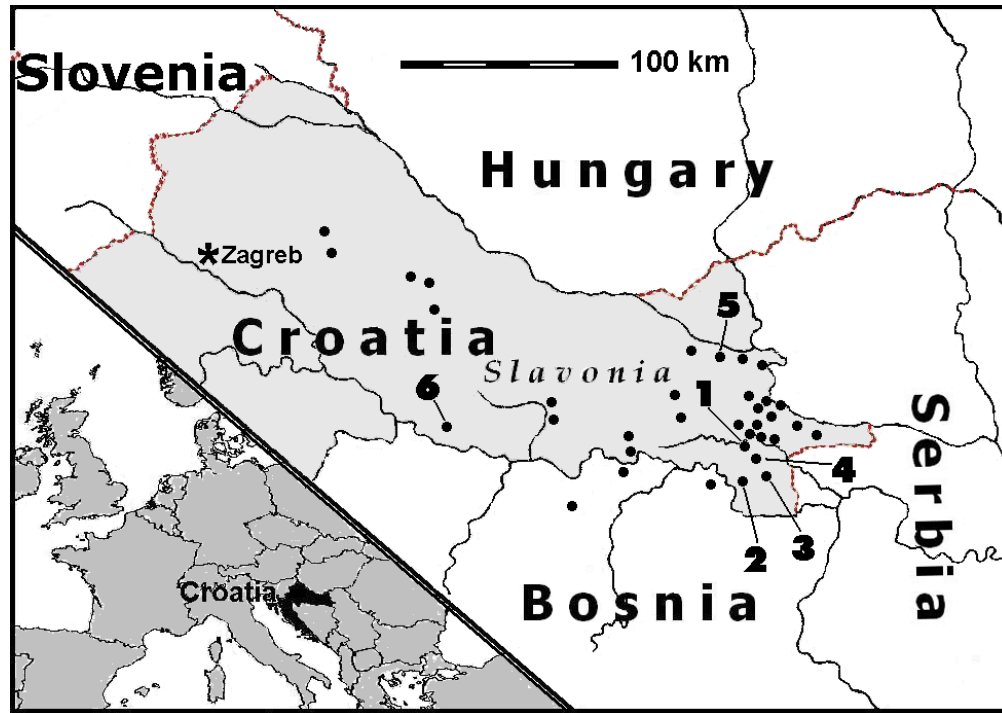 Slovenia
100 km
Hungary
*Zagreb
5
Croatia
Slavonia
1
6
Serbia
4
2
3
Bosnia
Croatia